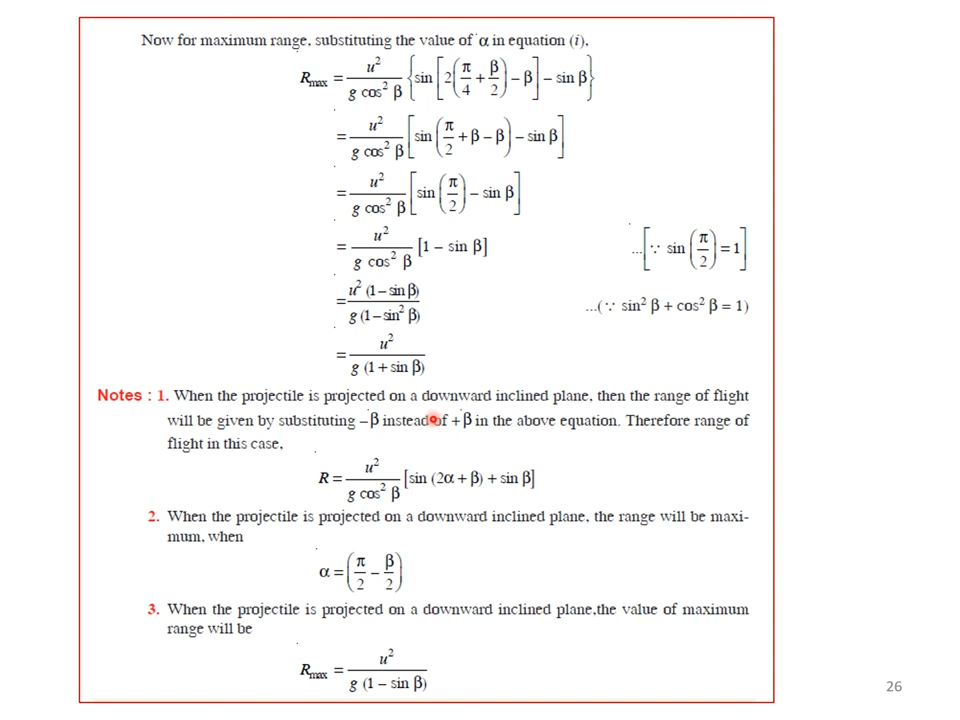 Now for maximum range, substituting the value of α in equation (i),
R_max = u² / (g cos² β) {sin [2(π/4 + β/2) − β] − sin β}
= u² / (g cos² β) [sin (π/2 + β − β) − sin β]
= u² / (g cos² β) [sin (π/2) − sin β]
= u² / (g cos² β) [1 − sin β] ...[∵ sin (π/2) = 1]
= u² (1 − sin β) / (g (1 − sin² β)) ...(∵ sin² β + cos² β = 1)
= u² / (g (1 + sin β))
Notes : 1. When the projectile is projected on a downward inclined plane, then the range of flight
will be given by substituting −β instead of +β in the above equation. Therefore range of
flight in this case,
R = u² / (g cos² β) [sin (2α + β) + sin β]
2. When the projectile is projected on a downward inclined plane, the range will be maxi-
mum, when
α = (π/2 − β/2)
3. When the projectile is projected on a downward inclined plane,the value of maximum
range will be
R_max = u² / (g (1 − sin β))
26